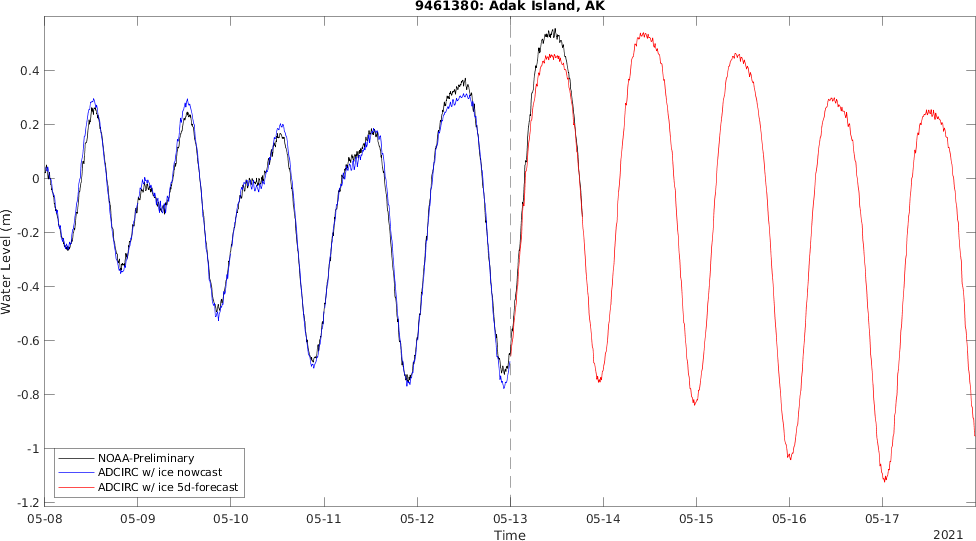 9461380: Adak Island, AK
Water Level (m)
0.4
0.2
0
-0.2
-0.4
-0.6
-0.8
-1
-1.2
NOAA-Preliminary
ADCIRC w/ ice nowcast
ADCIRC w/ ice 5d-forecast
05-08 05-09 05-10 05-11 05-12 05-13 05-14 05-15 05-16 05-17
Time
2021